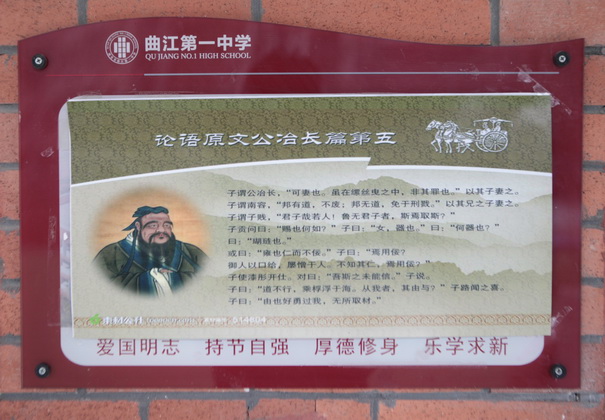 曲江第一中学
QU JIANG NO.1 HIGH SCHOOL
论语原文公冶长篇第五
子谓公冶长，“可妻也。虽在缧丝曳之中，非其罪也。”以其子妻之。
子谓南容，“邦有道，不废；邦无道，免于刑戮。”以其兄之子妻之。
子谓子贱，“君子哉若人！鲁无君子者，斯焉取斯？”
子贡问曰：“赐也何如？”子曰：“女，器也。”曰：“何器也？”
曰：“瑚琏也。”
或曰：“雍也仁而不佞。”子曰：“焉用佞？
御人以口给，屡憎于人。不知其仁，焉用佞？”
子使漆彫开仕。对曰：“吾斯之未能信。”子说。
子曰：“道不行，乘桴浮于海。从我者，其由与？”子路闻之喜。
子曰：“由也好勇过我，无所取材。”
爱国明志 持节自强 厚德修身 乐学求新